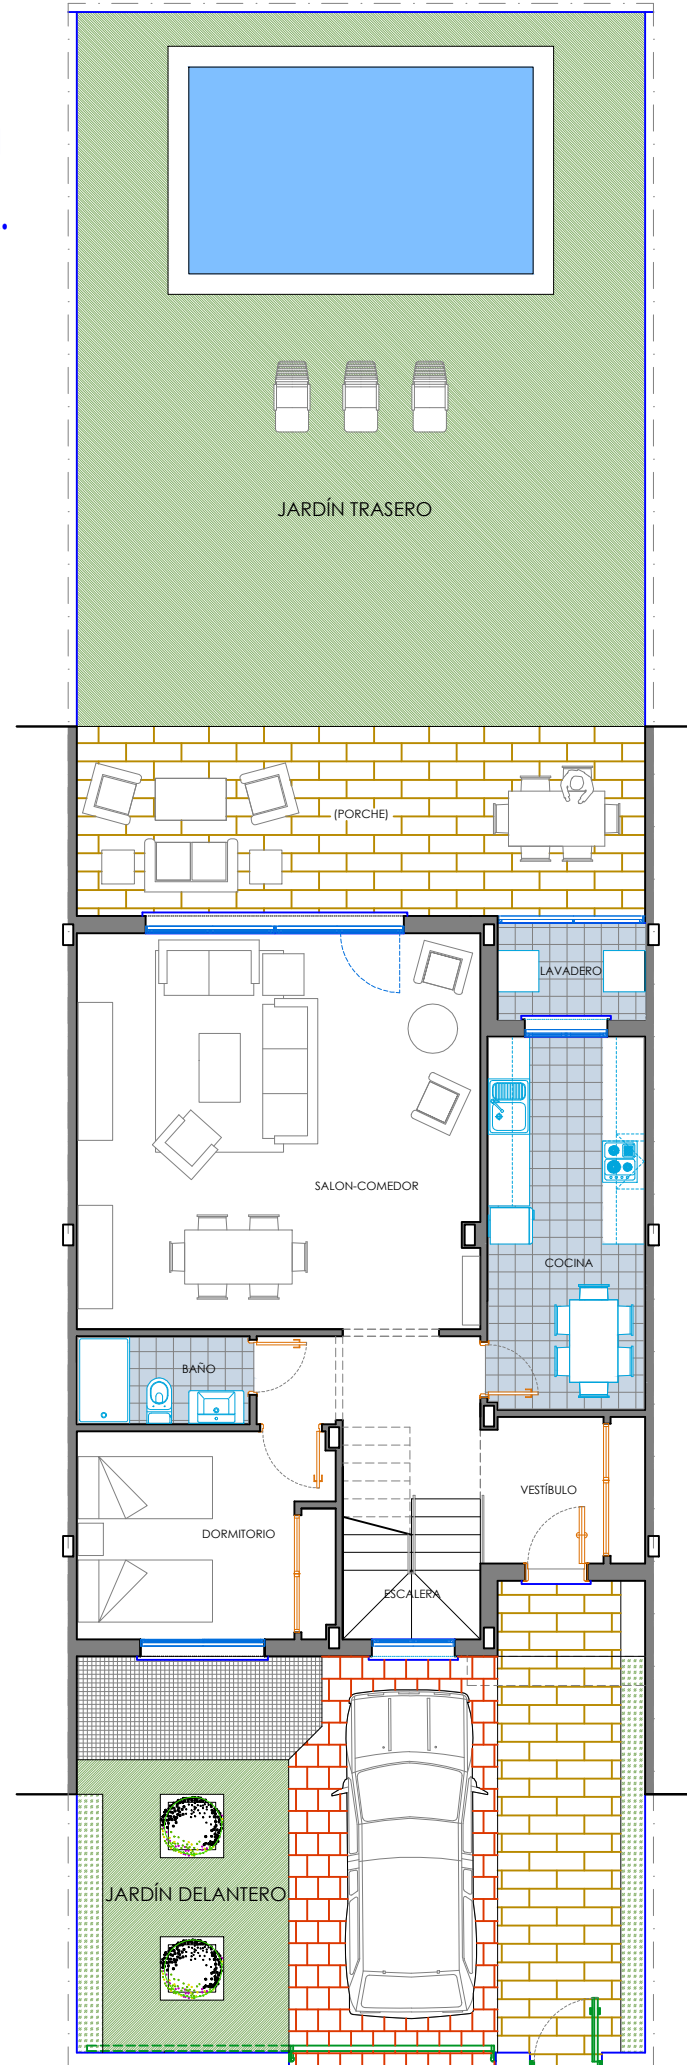 JARDÍN TRASERO
(PORCHE)
LAVADERO
SALON-COMEDOR
COCINA
BAÑO
VESTÍBULO
DORMITORIO
ESCALERA
JARDÍN DELANTERO